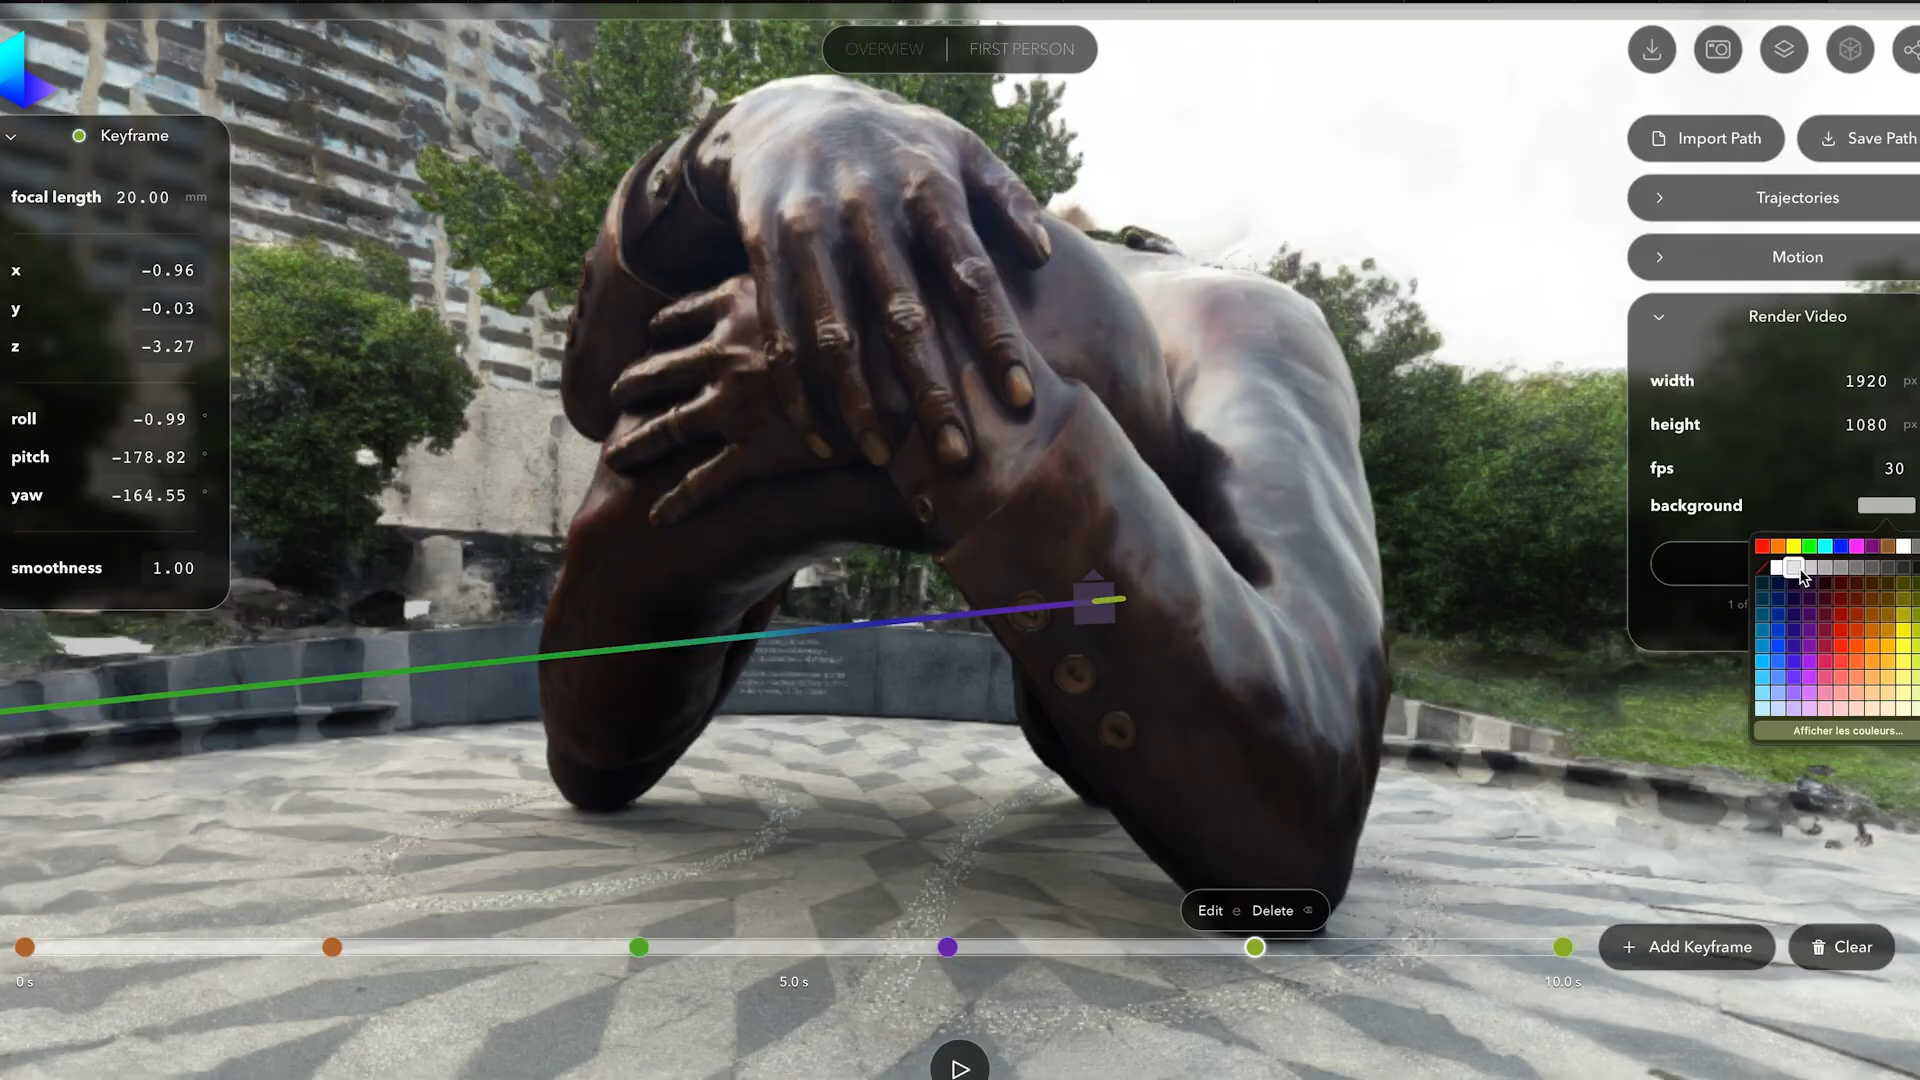 OVERVIEW
FIRST PERSON
Keyframe
focal length 20.00 mm
x -0.96
y -0.03
z -3.27
roll -0.99 °
pitch -178.82 °
yaw -164.55 °
smoothness 1.00
Import Path
Save Path
Trajectories
Motion
Render Video
width 1920 px
height 1080 px
fps 30
background
1 of
Afficher les couleurs...
Edit e Delete
+ Add Keyframe
Clear
0 s
5.0 s
10.0 s